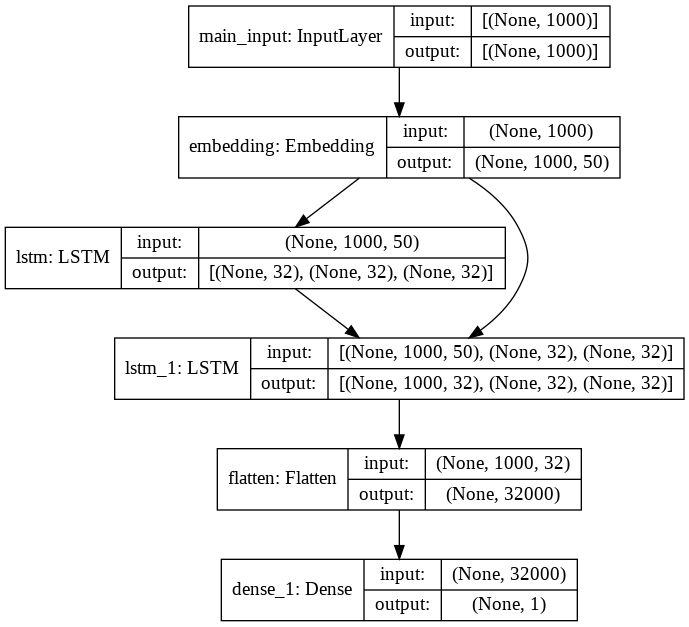 main_input: InputLayer
input:
[(None, 1000)]
output:
[(None, 1000)]
embedding: Embedding
input:
(None, 1000)
output:
(None, 1000, 50)
lstm: LSTM
input:
(None, 1000, 50)
output:
[(None, 32), (None, 32), (None, 32)]
lstm_1: LSTM
input:
[(None, 1000, 50), (None, 32), (None, 32)]
output:
[(None, 1000, 32), (None, 32), (None, 32)]
flatten: Flatten
input:
(None, 1000, 32)
output:
(None, 32000)
dense_1: Dense
input:
(None, 32000)
output:
(None, 1)